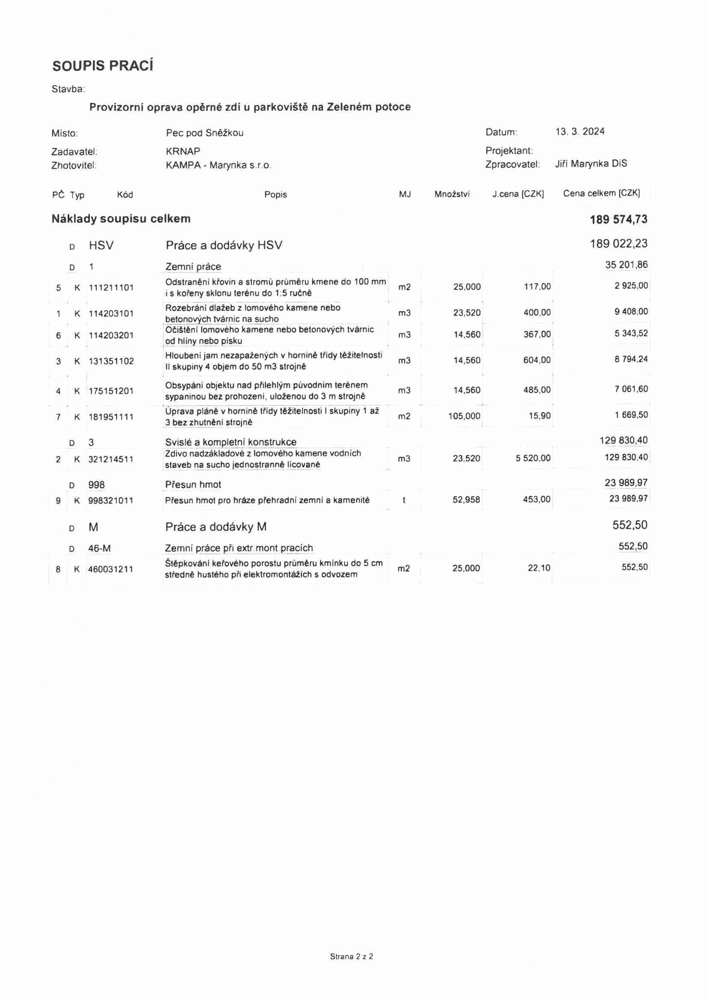 SOUPIS PRACÍ
Stavba:
Provizorní oprava opěrné zdí u parkoviště na Zeleném potoce
Místo: Pec pod Sněžkou Datum: 13. 3. 2024
Zadavatel: KRNAP Projektant:
Zhotovitel: KAMPA - Marynka s.r.o. Zpracovatel: Jiří Marynka DiS
PČ Typ Kód Popis MJ Množství J.cena [CZK] Cena celkem [CZK]
Náklady soupisu celkem 189 574,73
D HSV Práce a dodávky HSV 189 022,23
D 1 Zemní práce 35 201,86
Odstranění křovin a stromů průměru kmene do 100 mm
5 K 111211101 m2 25,000 117,00 2 925,00
i s kořeny sklonu terénu do 1:5 ručně
Rozebrání dlažeb z lomového kamene nebo
1 K 114203101 m3 23,520 400,00 9 408,00
betonových tvárnic na sucho
Očištění lomového kamene nebo betonových tvárnic
6 K 114203201 m3 14,560 367,00 5 343,52
od hlíny nebo písku
Hloubení jam nezapažených v hornině třídy těžitelnosti
3 K 131351102 m3 14,560 604,00 8 794,24
II skupiny 4 objem do 50 m3 strojně
Obsypání objektu nad přilehlým původním terénem
4 K 175151201 m3 14,560 485,00 7 061,60
sypaninou bez prohození, uloženou do 3 m strojně
Úprava pláně v hornině třídy těžitelnosti I skupiny 1 až
7 K 181951111 m2 105,000 15,90 1 669,50
3 bez zhutnění strojně
D 3 Svislé a kompletní konstrukce 129 830,40
Zdivo nadzákladové z lomového kamene vodních
2 K 321214511 m3 23,520 5 520,00 129 830,40
staveb na sucho jednostranně lícované
D 998 Přesun hmot 23 989,97
9 K 998321011 Přesun hmot pro hráze přehradní zemní a kamenité t 52,958 453,00 23 989,97
D M Práce a dodávky M 552,50
D 46-M Zemní práce při extr.mont.pracích 552,50
Štěpkování keřového porostu průměru kmínku do 5 cm
8 K 460031211 m2 25,000 22,10 552,50
středně hustého při elektromontážích s odvozem
Strana 2 z 2